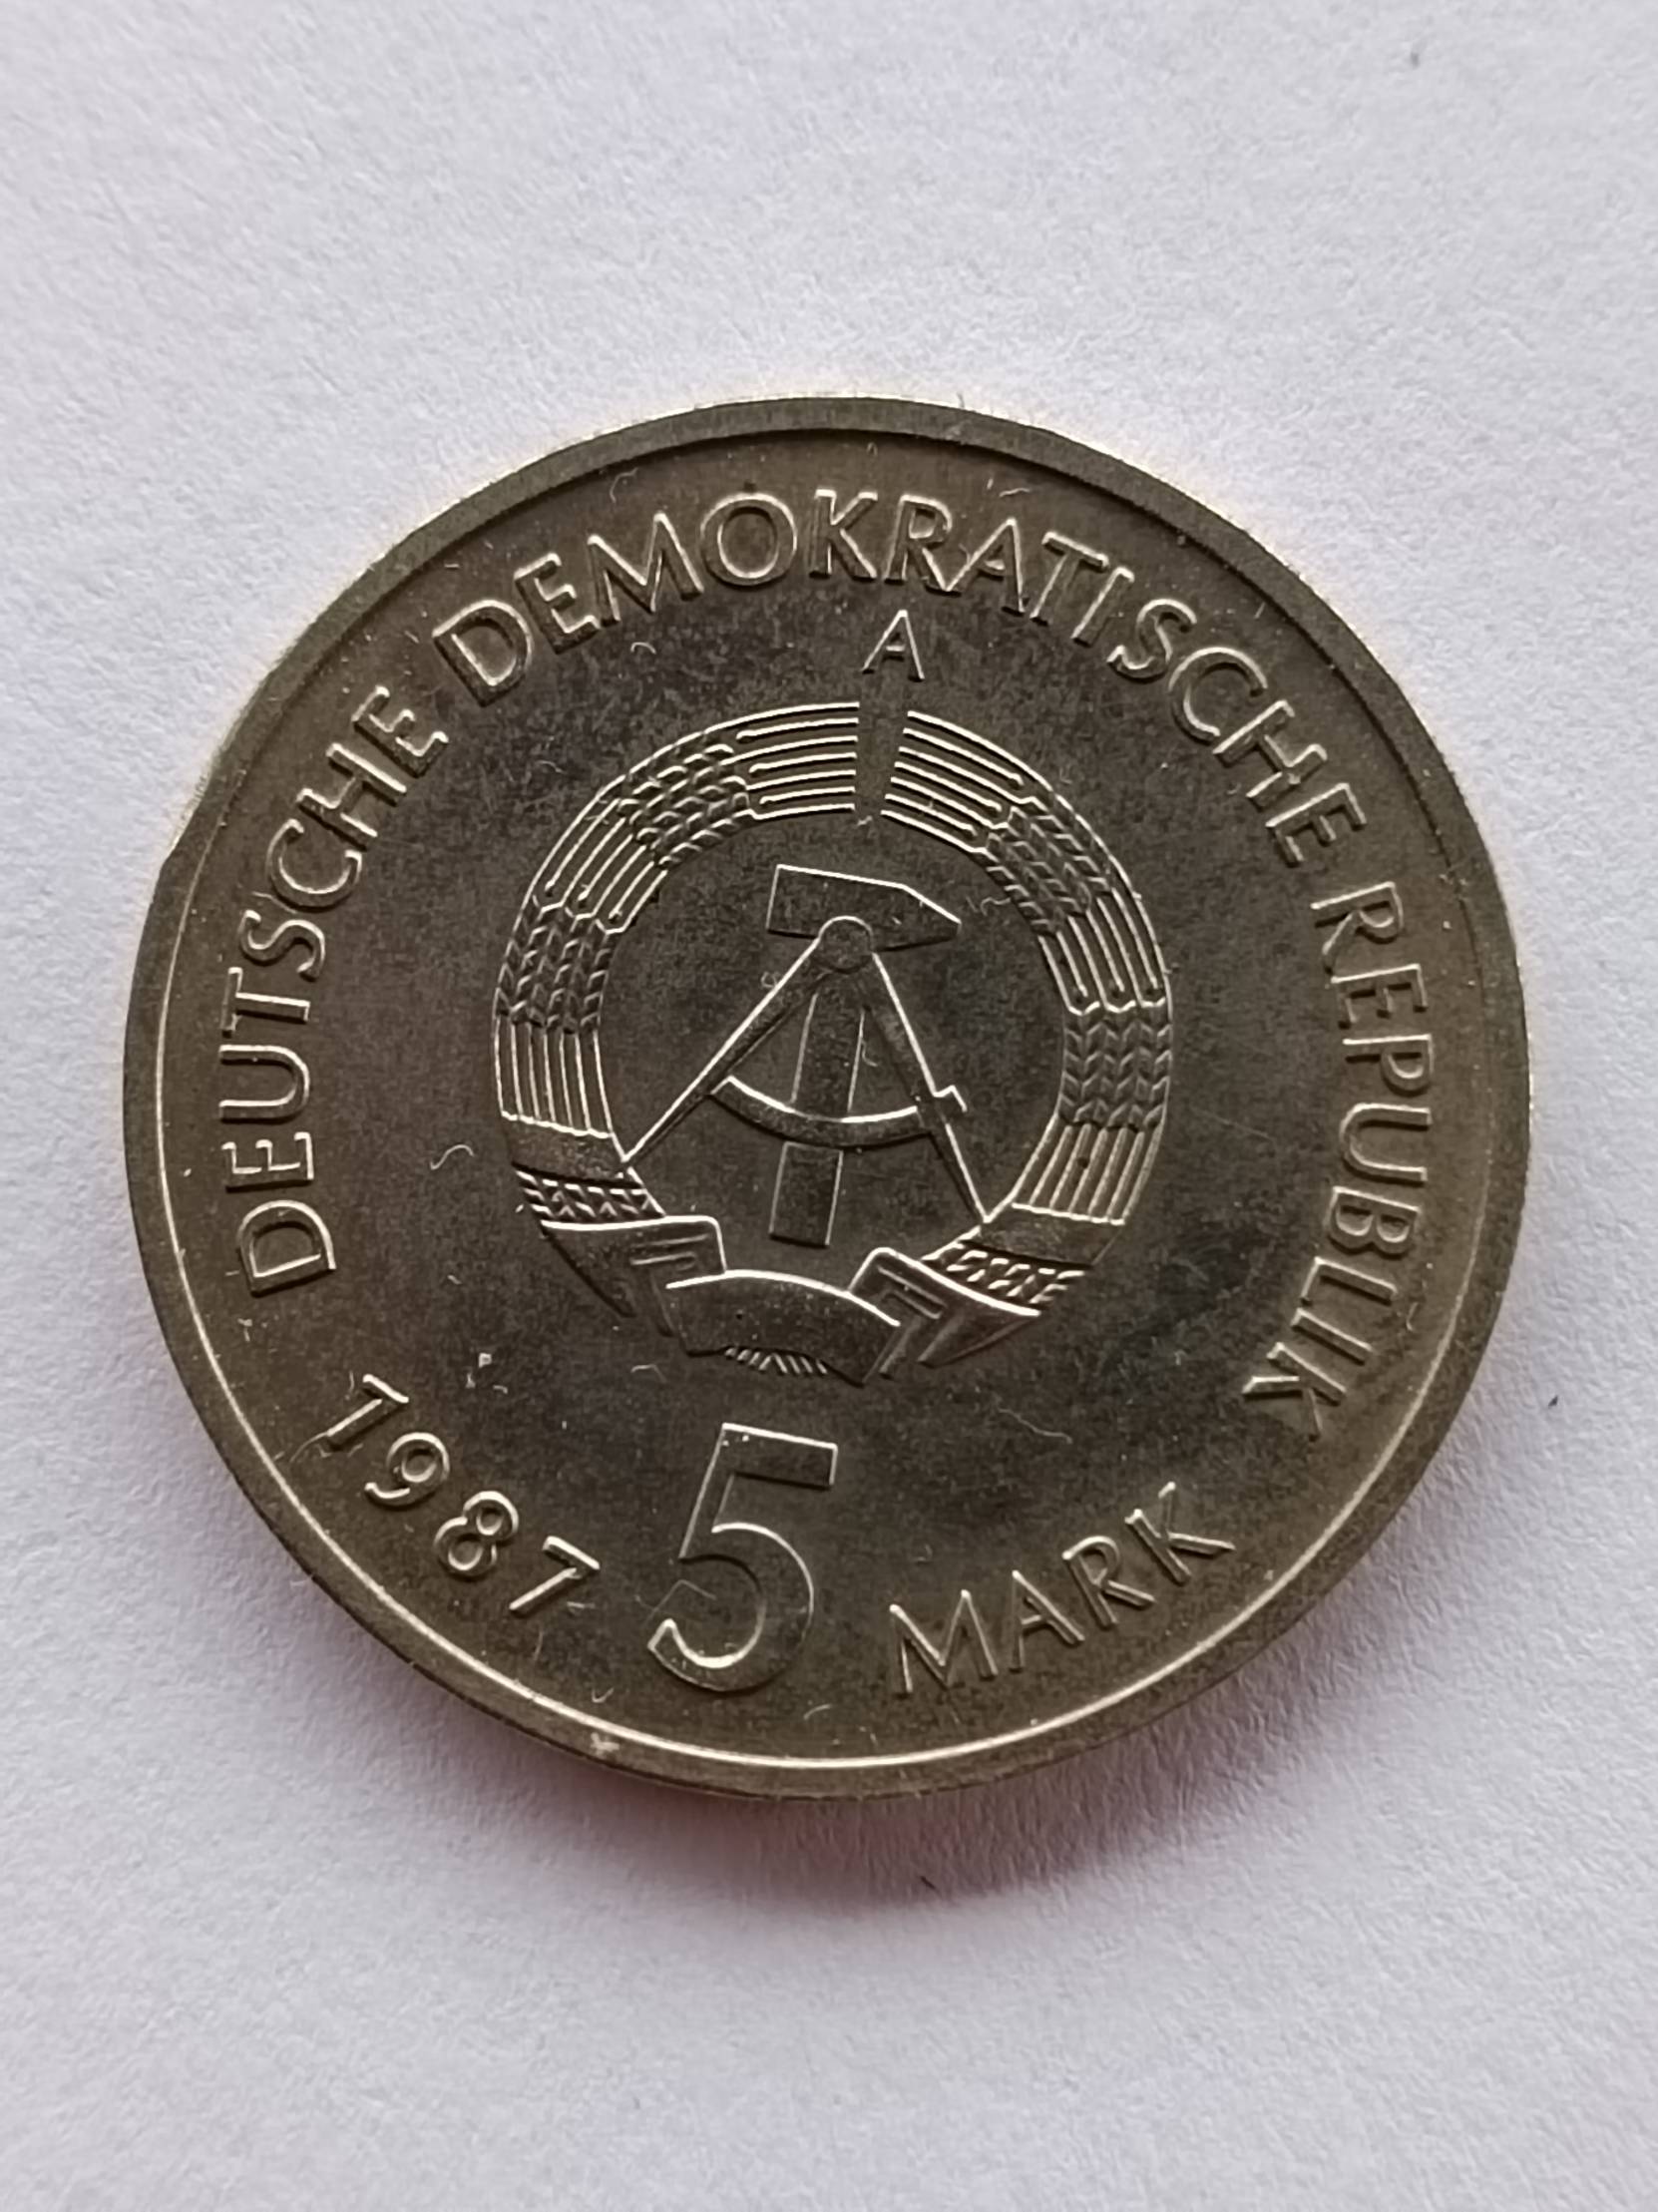 DEUTSCHE DEMOKRATISCHE REPUBLIK
A
1987 5 MARK